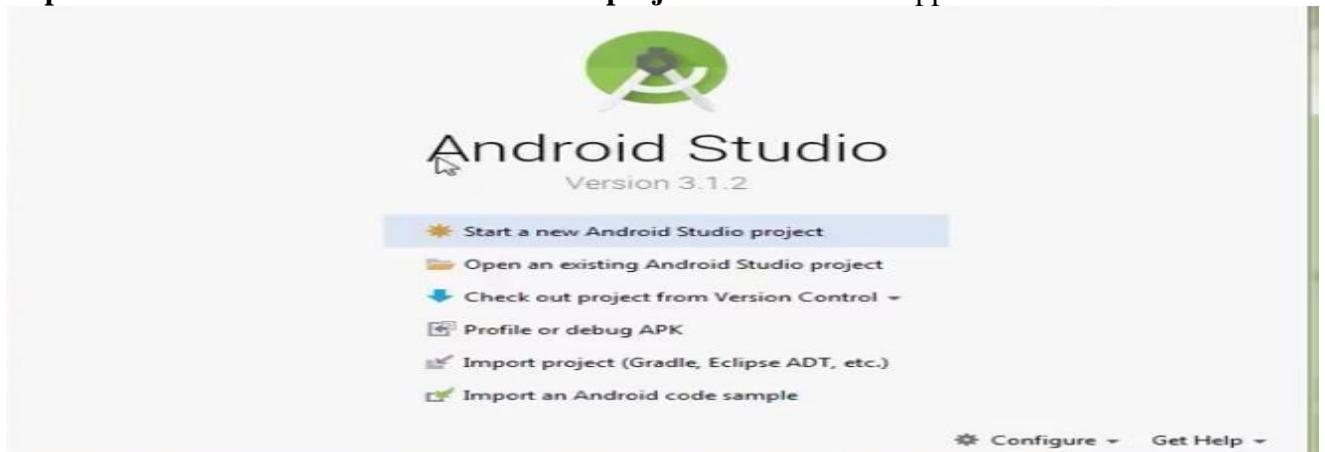 Android Studio
Version 3.1.2
Start a new Android Studio project
Open an existing Android Studio project
Check out project from Version Control
Profile or debug APK
Import project (Gradle, Eclipse ADT, etc.)
Import an Android code sample
Configure Get Help